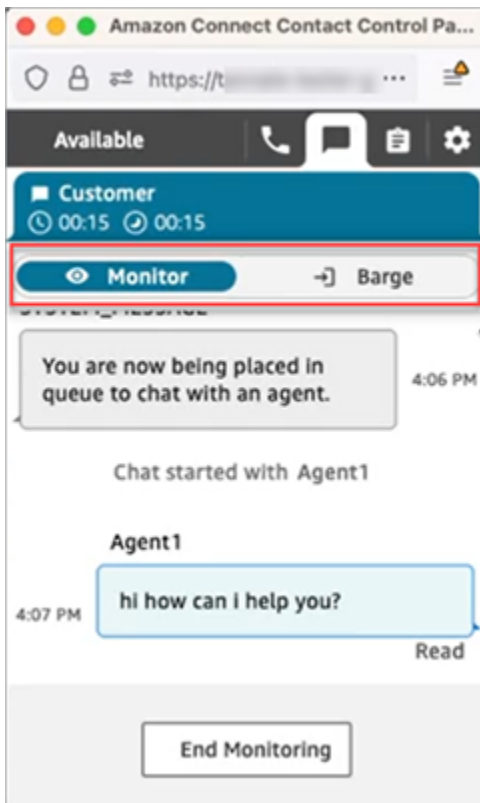 Amazon Connect Contact Control Pa...
https://t ...
Available
Customer
00:15 00:15
Monitor Barge
SYSTEM_MESSAGE
You are now being placed in
queue to chat with an agent.
4:06 PM
Chat started with Agent1
Agent1
hi how can i help you?
4:07 PM
Read
End Monitoring